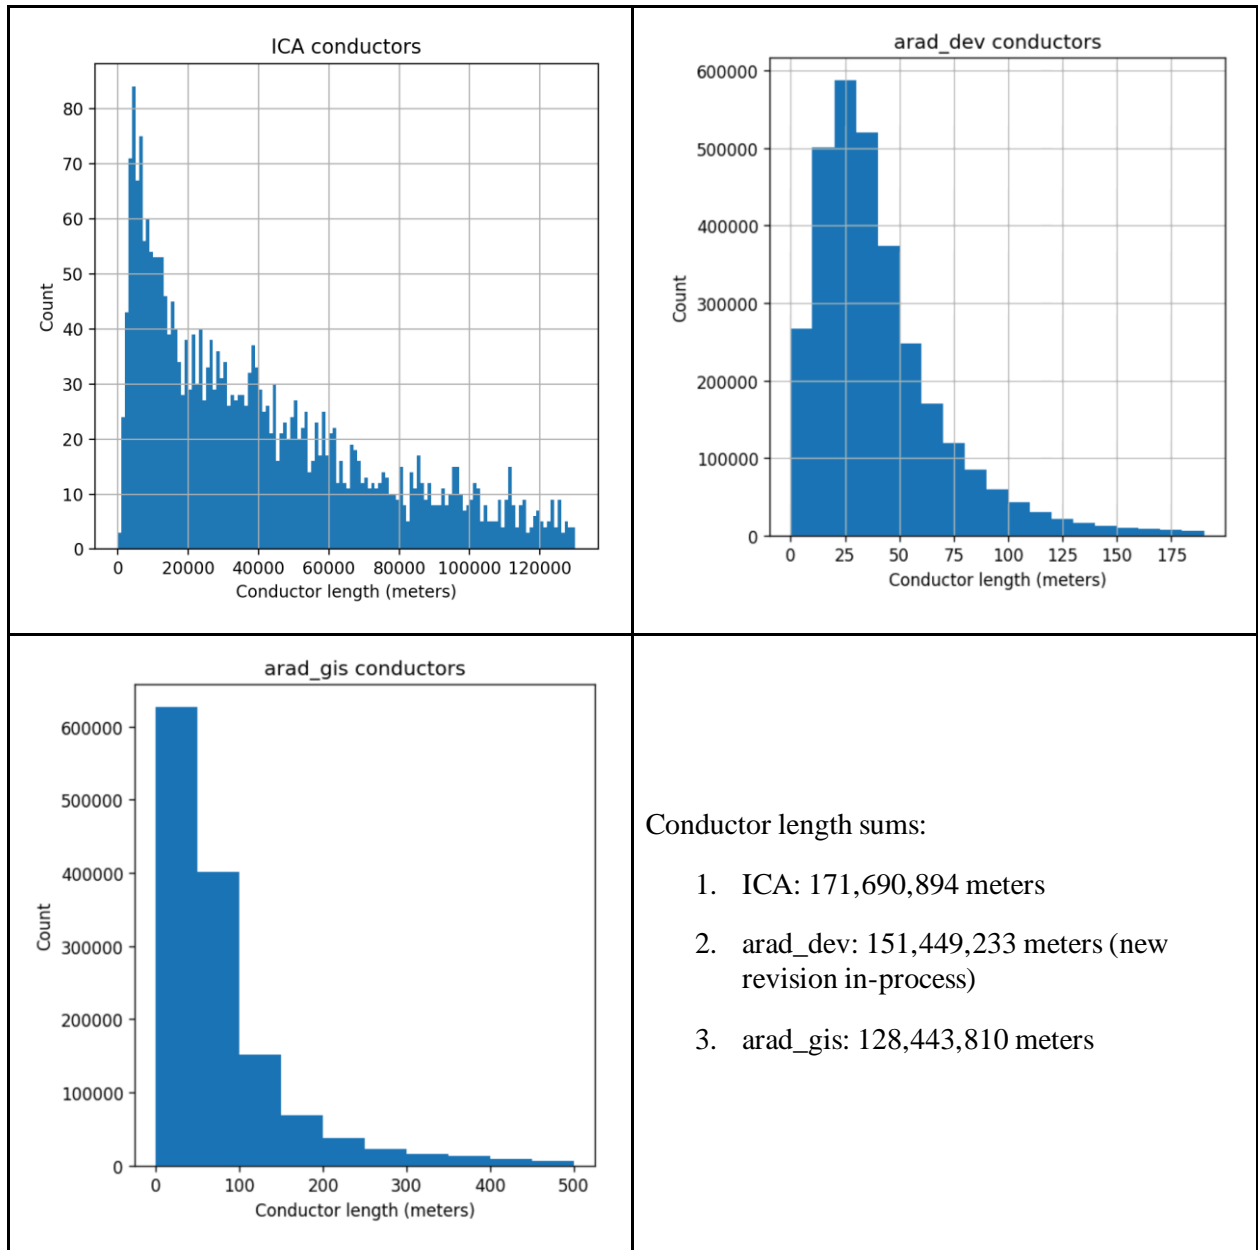 ICA conductors
80
70
60
50
40
30
20
10
0
Count
0 20000 40000 60000 80000 100000 120000
Conductor length (meters)
arad_dev conductors
600000
500000
400000
300000
200000
100000
0
Count
0 25 50 75 100 125 150 175
Conductor length (meters)
arad_gis conductors
600000
500000
400000
300000
200000
100000
0
Count
0 100 200 300 400 500
Conductor length (meters)
Conductor length sums:
1. ICA: 171,690,894 meters
2. arad_dev: 151,449,233 meters (new
revision in-process)
3. arad_gis: 128,443,810 meters